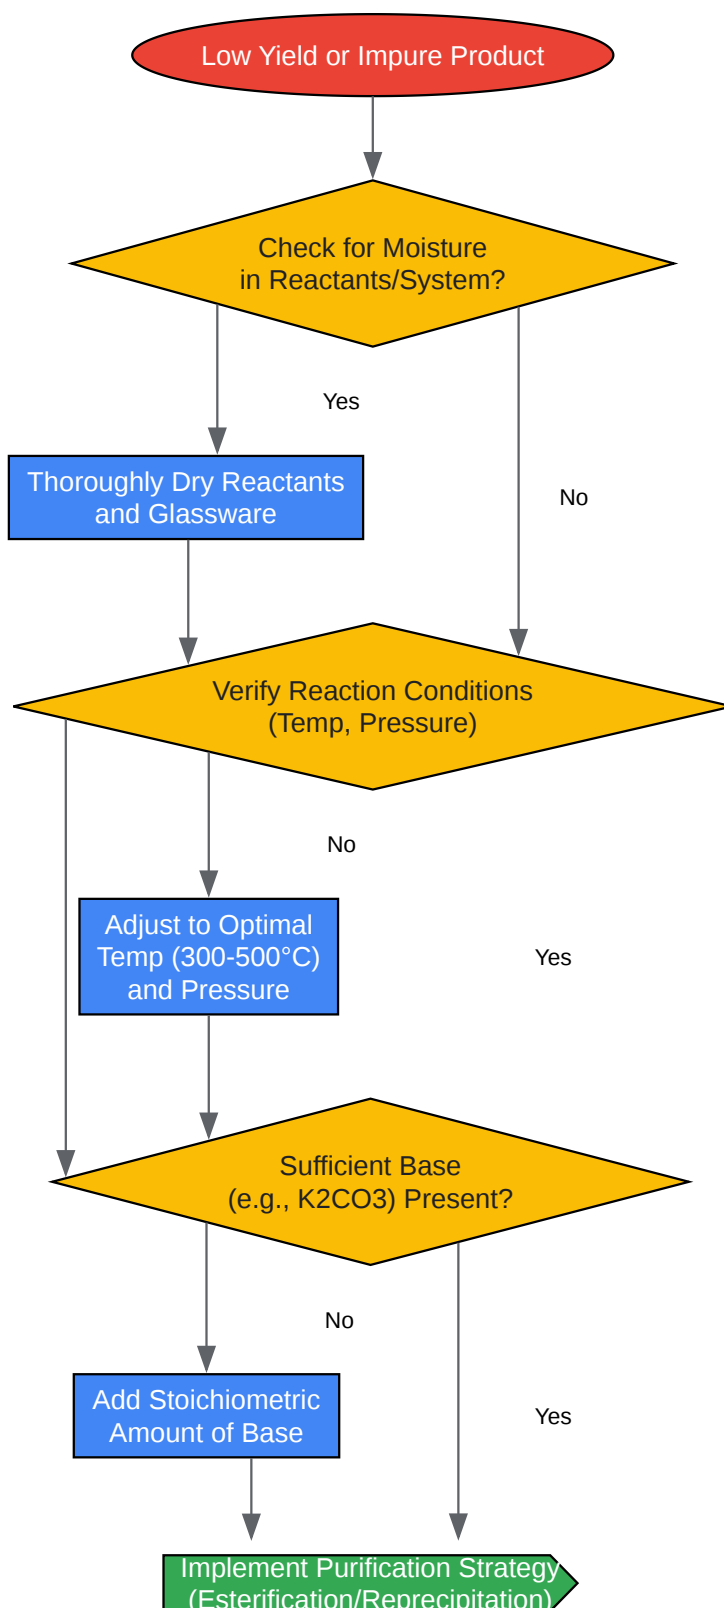 Low Yield or Impure Product
Check for Moisture
in Reactants/System?
Yes
Thoroughly Dry Reactants
and Glassware
No
Verify Reaction Conditions
(Temp, Pressure)
No
Adjust to Optimal
Temp (300-500°C)
and Pressure
Yes
Sufficient Base
(e.g., K2CO3) Present?
No
Add Stoichiometric
Amount of Base
Yes
Implement Purification Strategy
(Esterification/Reprecipitation)